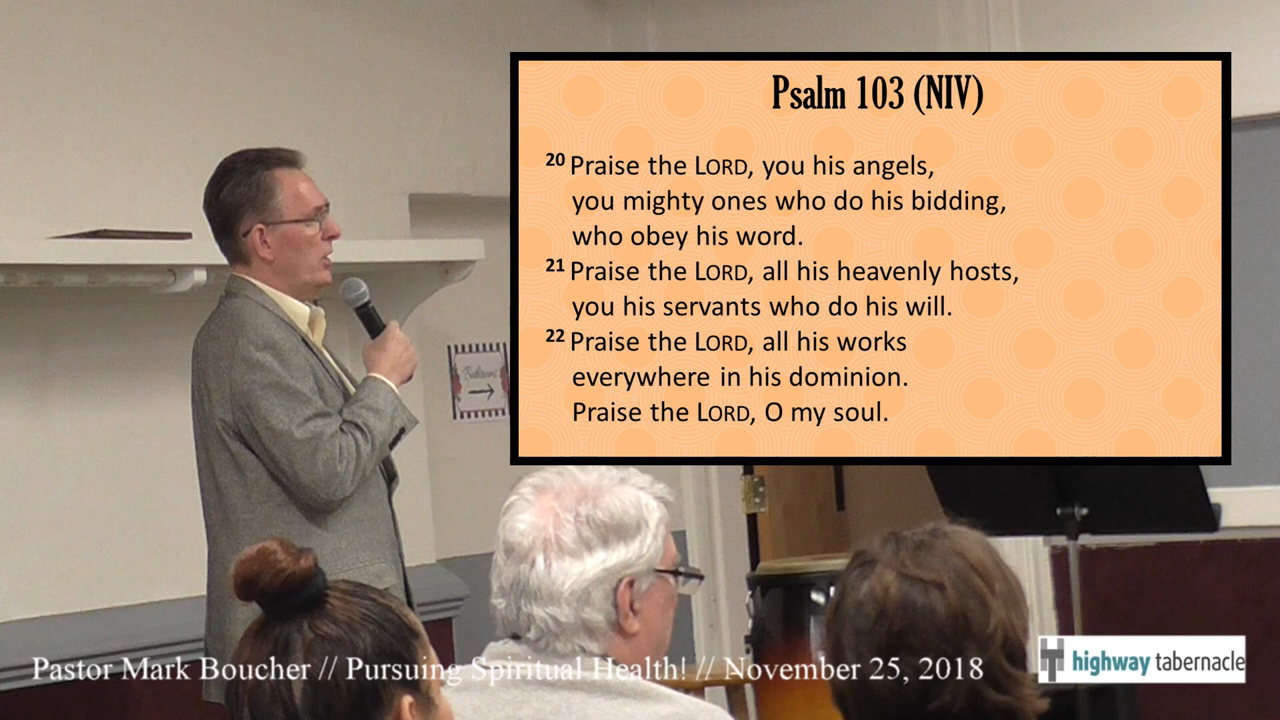 Psalm 103 (NIV)
20 Praise the LORD, you his angels,
you mighty ones who do his bidding,
who obey his word.
21 Praise the LORD, all his heavenly hosts,
you his servants who do his will.
22 Praise the LORD, all his works
everywhere in his dominion.
Praise the LORD, O my soul.
Pastor Mark Boucher // Pursuing Spiritual Health! // November 25, 2018
highway tabernacle